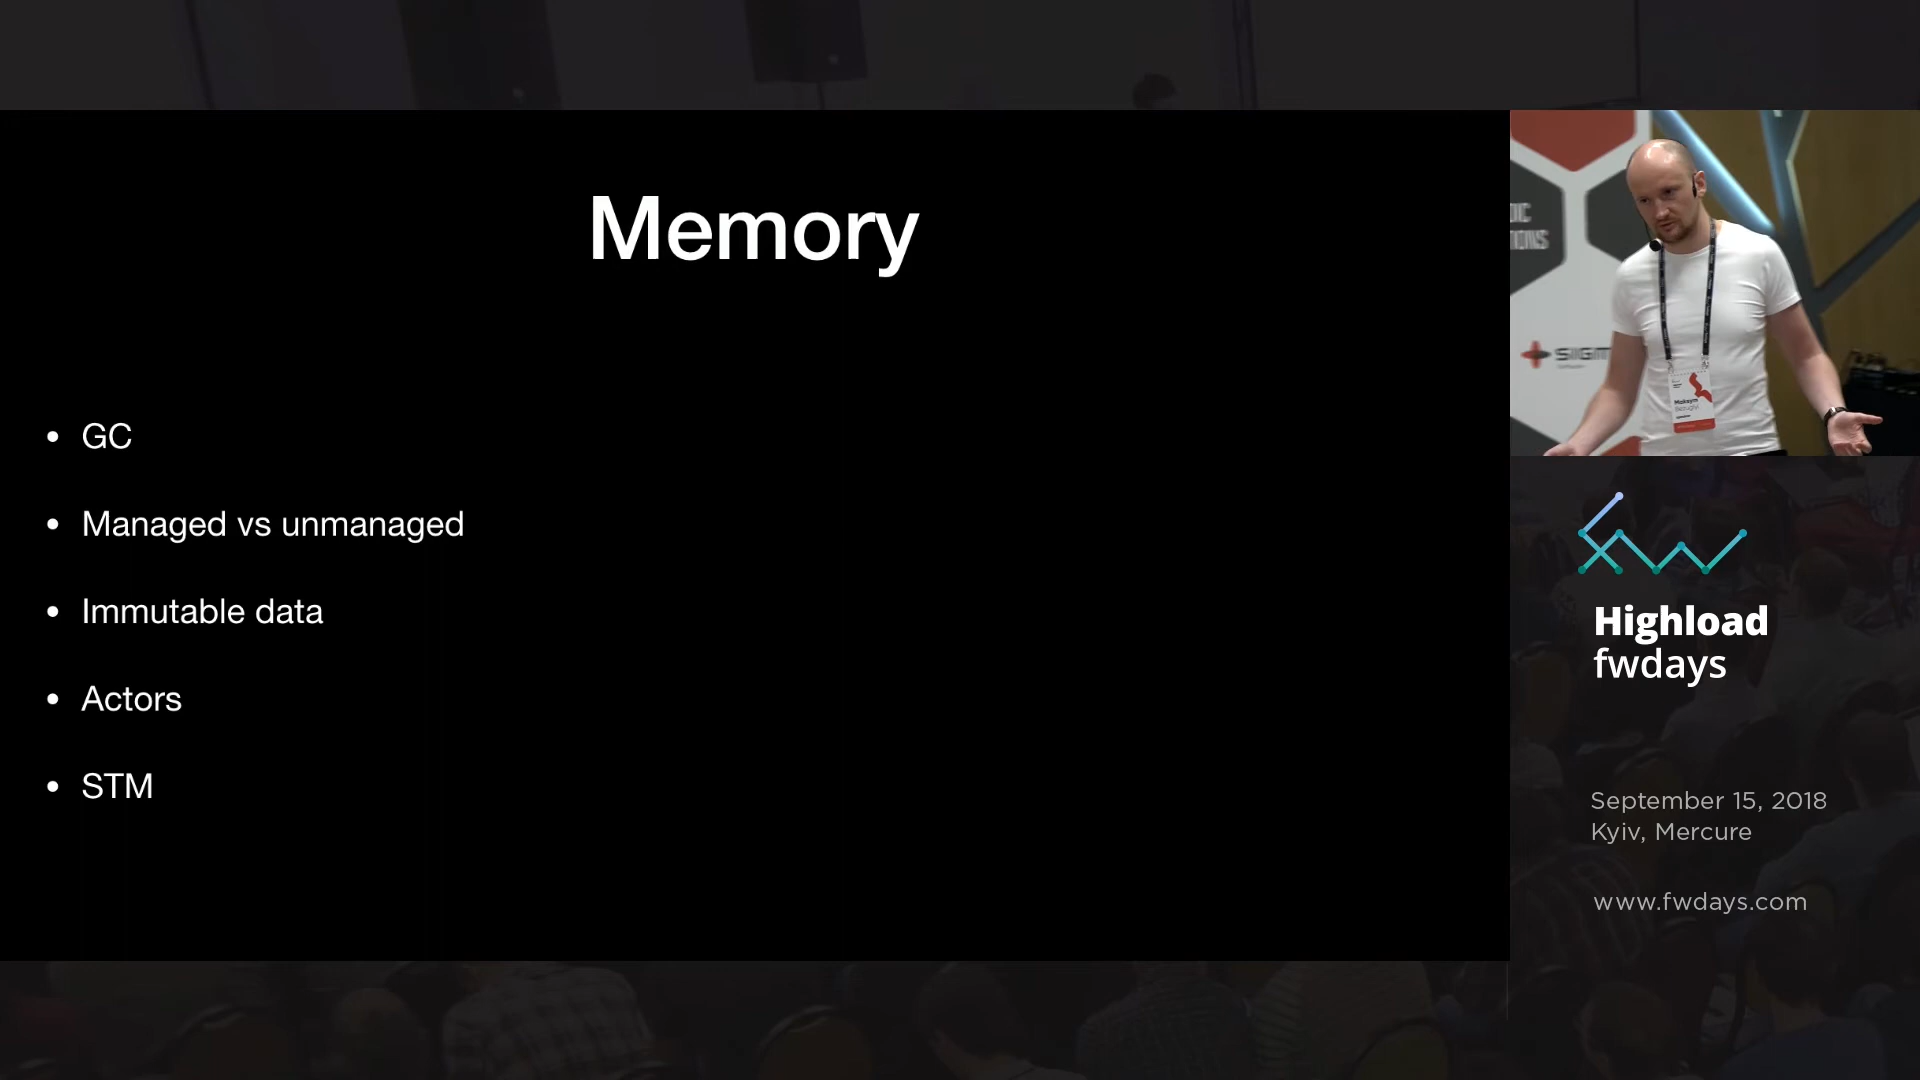 Memory
• GC
• Managed vs unmanaged
• Immutable data
• Actors
• STM
Maksym
Highload
fwdays
September 15, 2018
Kyiv, Mercure
www.fwdays.com